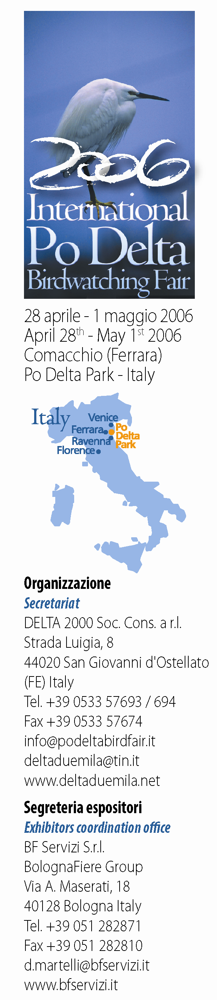 2006
International
Po Delta
Birdwatching Fair
28 aprile - 1 maggio 2006
April 28th - May 1st 2006
Comacchio (Ferrara)
Po Delta Park - Italy
Italy
Venice
Ferrara
Po
Delta
Park
Ravenna
Florence
Organizzazione
Secretariat
DELTA 2000 Soc. Cons. a r.l.
Strada Luigia, 8
44020 San Giovanni d'Ostellato
(FE) Italy
Tel. +39 0533 57693 / 694
Fax +39 0533 57674
info@podeltabirdfair.it
deltaduemila@tin.it
www.deltaduemila.net
Segreteria espositori
Exhibitors coordination office
BF Servizi S.r.l.
BolognaFiere Group
Via A. Maserati, 18
40128 Bologna Italy
Tel. +39 051 282871
Fax +39 051 282810
d.martelli@bfservizi.it
www.bfservizi.it